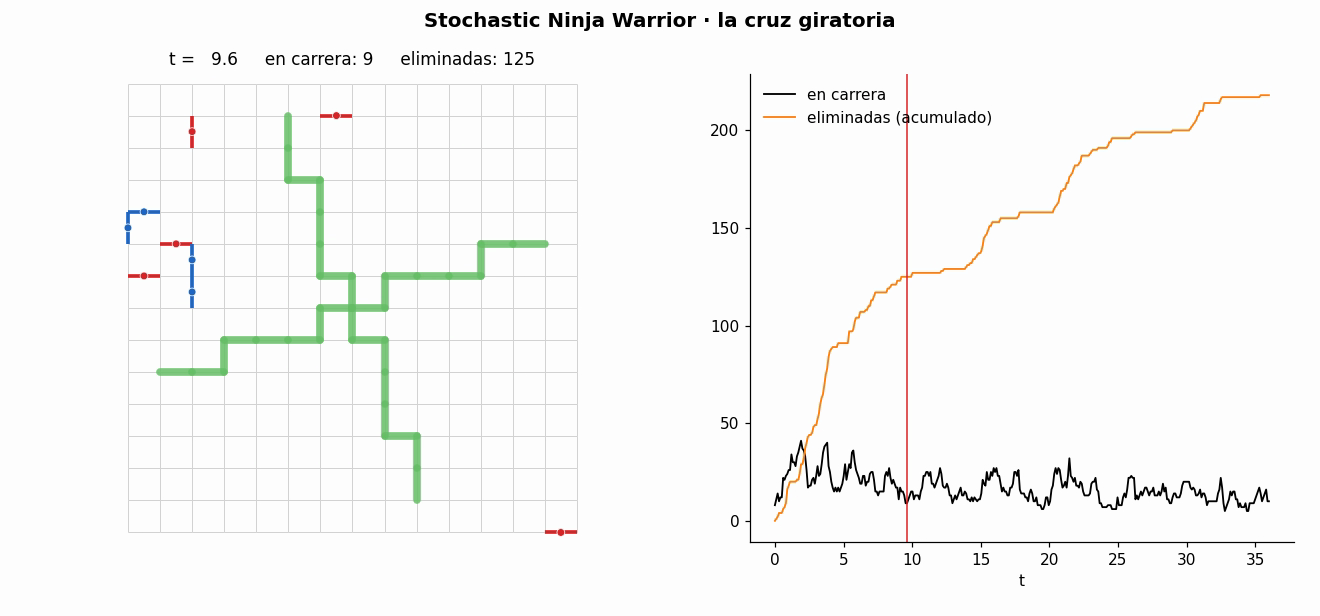 Stochastic Ninja Warrior · la cruz giratoria
t =   9.6     en carrera: 9     eliminadas: 125
en carrera
eliminadas (acumulado)
200
150
100
50
0
0 5 10 15 20 25 30 35
t